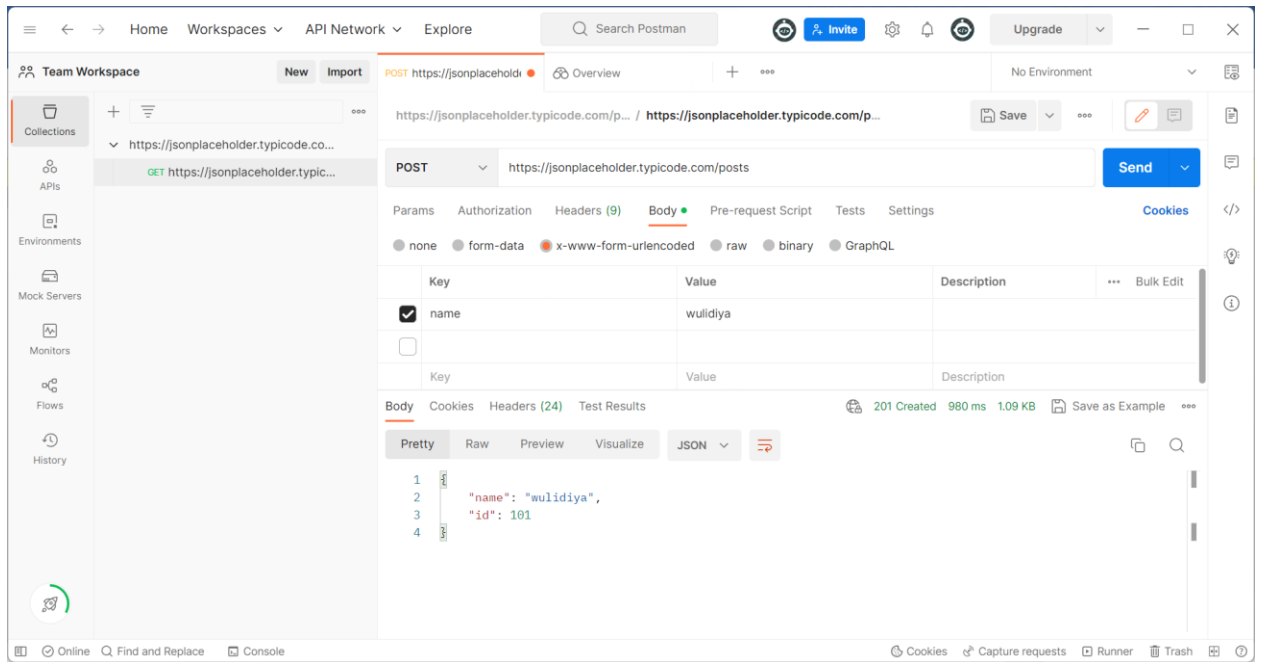 Home Workspaces API Network Explore Search Postman Invite Upgrade
Team Workspace New Import POST https://jsonplacehold Overview No Environment
Collections
APIs
Environments
Mock Servers
Monitors
Flows
History
https://jsonplaceholder.typicode.co...
GET https://jsonplaceholder.typic...
https://jsonplaceholder.typicode.com/p... / https://jsonplaceholder.typicode.com/p... Save
POST https://jsonplaceholder.typicode.com/posts Send
Params Authorization Headers (9) Body Pre-request Script Tests Settings Cookies
none form-data x-www-form-urlencoded raw binary GraphQL
Key Value Description Bulk Edit
name wulidiya
Key Value Description
Body Cookies Headers (24) Test Results 201 Created 980 ms 1.09 KB Save as Example
Pretty Raw Preview Visualize JSON
1 {
2 "name": "wulidiya",
3 "id": 101
4 }
Online Find and Replace Console Cookies Capture requests Runner Trash